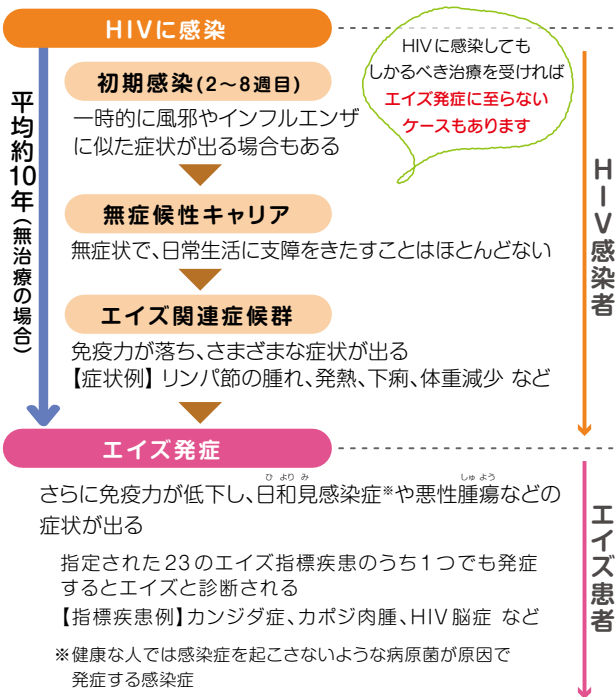 HIVに感染
HIVに感染しても
しかるべき治療を受ければ
エイズ発症に至らない
ケースもあります
平均約10年(無治療の場合)
初期感染(2〜8週目)
一時的に風邪やインフルエンザ
に似た症状が出る場合もある
無症候性キャリア
無症状で、日常生活に支障をきたすことはほとんどない
エイズ関連症候群
免疫力が落ち、さまざまな症状が出る
【症状例】リンパ節の腫れ、発熱、下痢、体重減少 など
HIV感染者
エイズ発症
ひ より み
しゅ よう
さらに免疫力が低下し、日和見感染症※や悪性腫瘍などの
症状が出る
指定された23のエイズ指標疾患のうち1つでも発症
するとエイズと診断される
【指標疾患例】カンジダ症、カポジ肉腫、HIV脳症 など
※健康な人では感染症を起こさないような病原菌が原因で
発症する感染症
エイズ患者